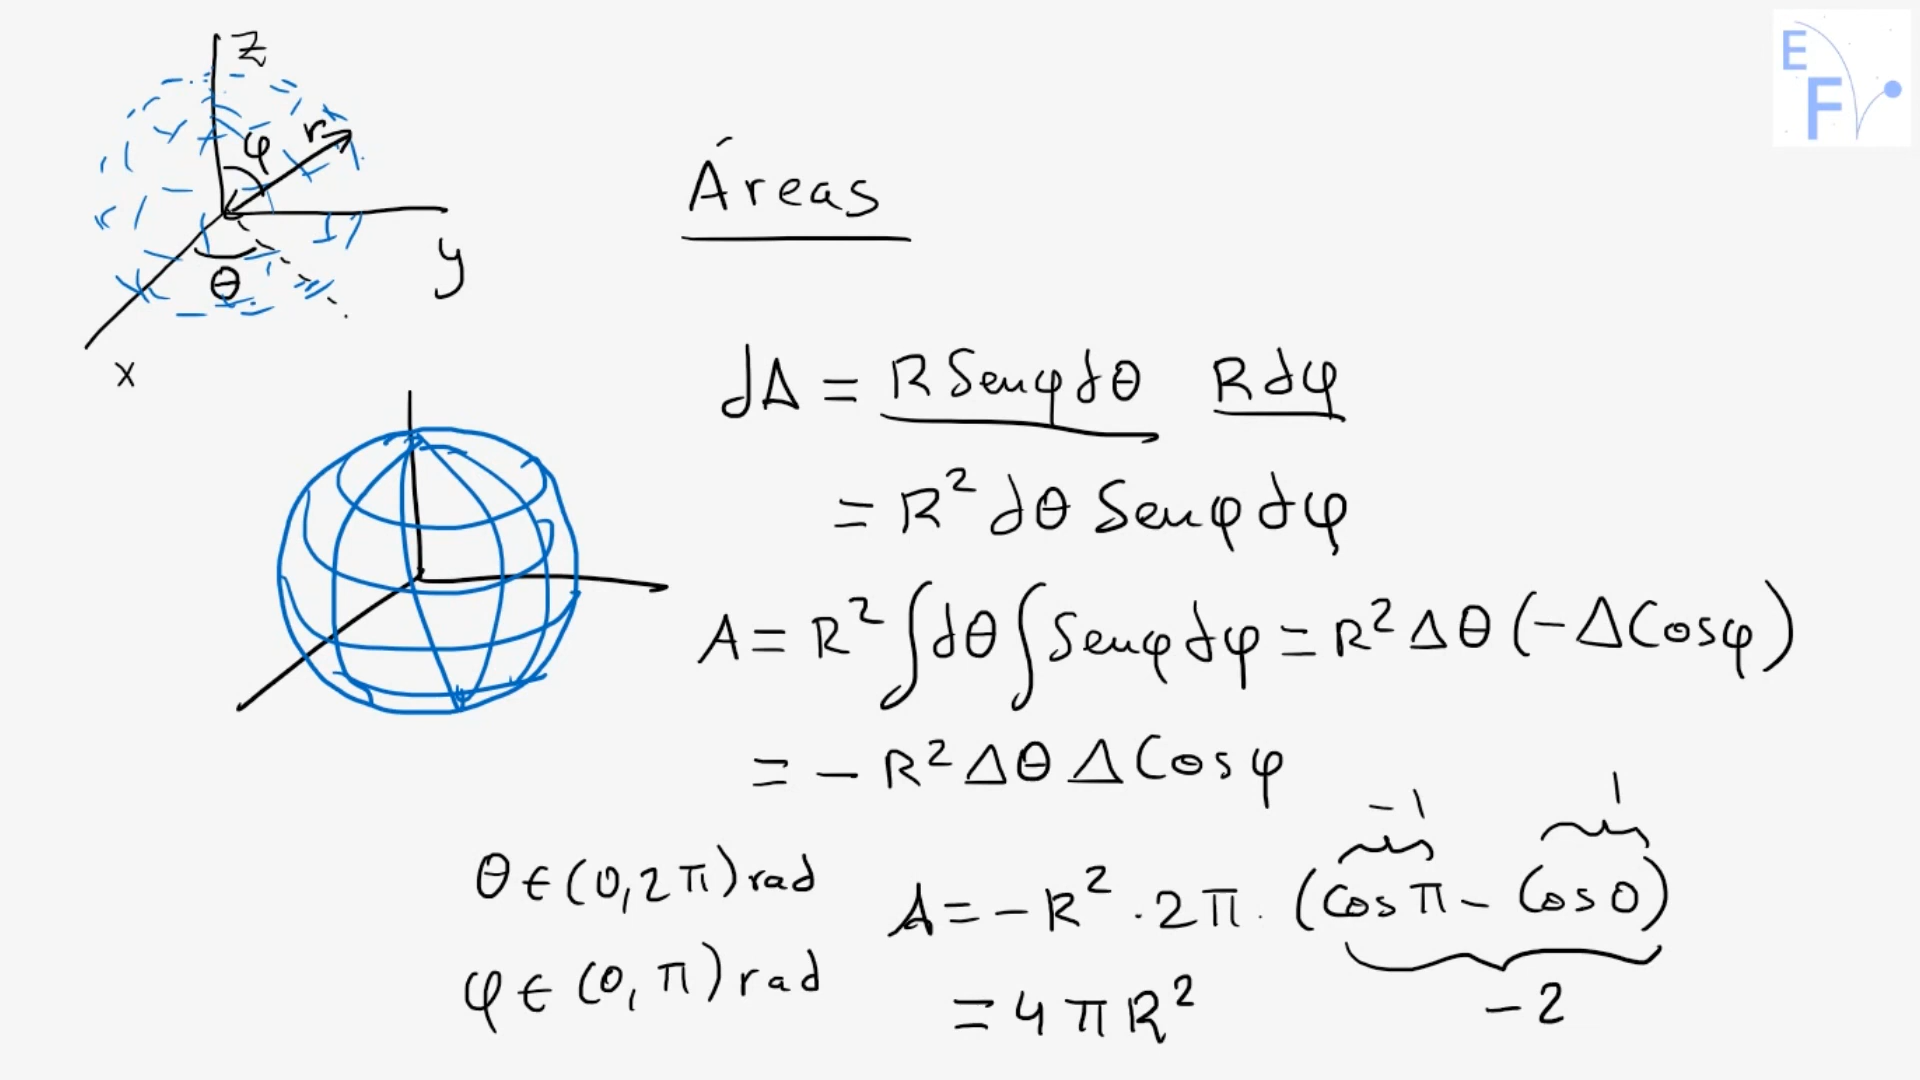 z
φ
r
y
θ
x
E
F
Áreas
dA = R Senφ dθ R dφ
= R² dθ Senφ dφ
A = R² ∫dθ ∫Senφ dφ = R² Δθ (-ΔCosφ)
= - R² Δθ ΔCosφ
-1
1
θ ∈ (0, 2π) rad
A = - R² · 2π · (Cos π - Cos 0)
φ ∈ (0, π) rad
-2
= 4πR²